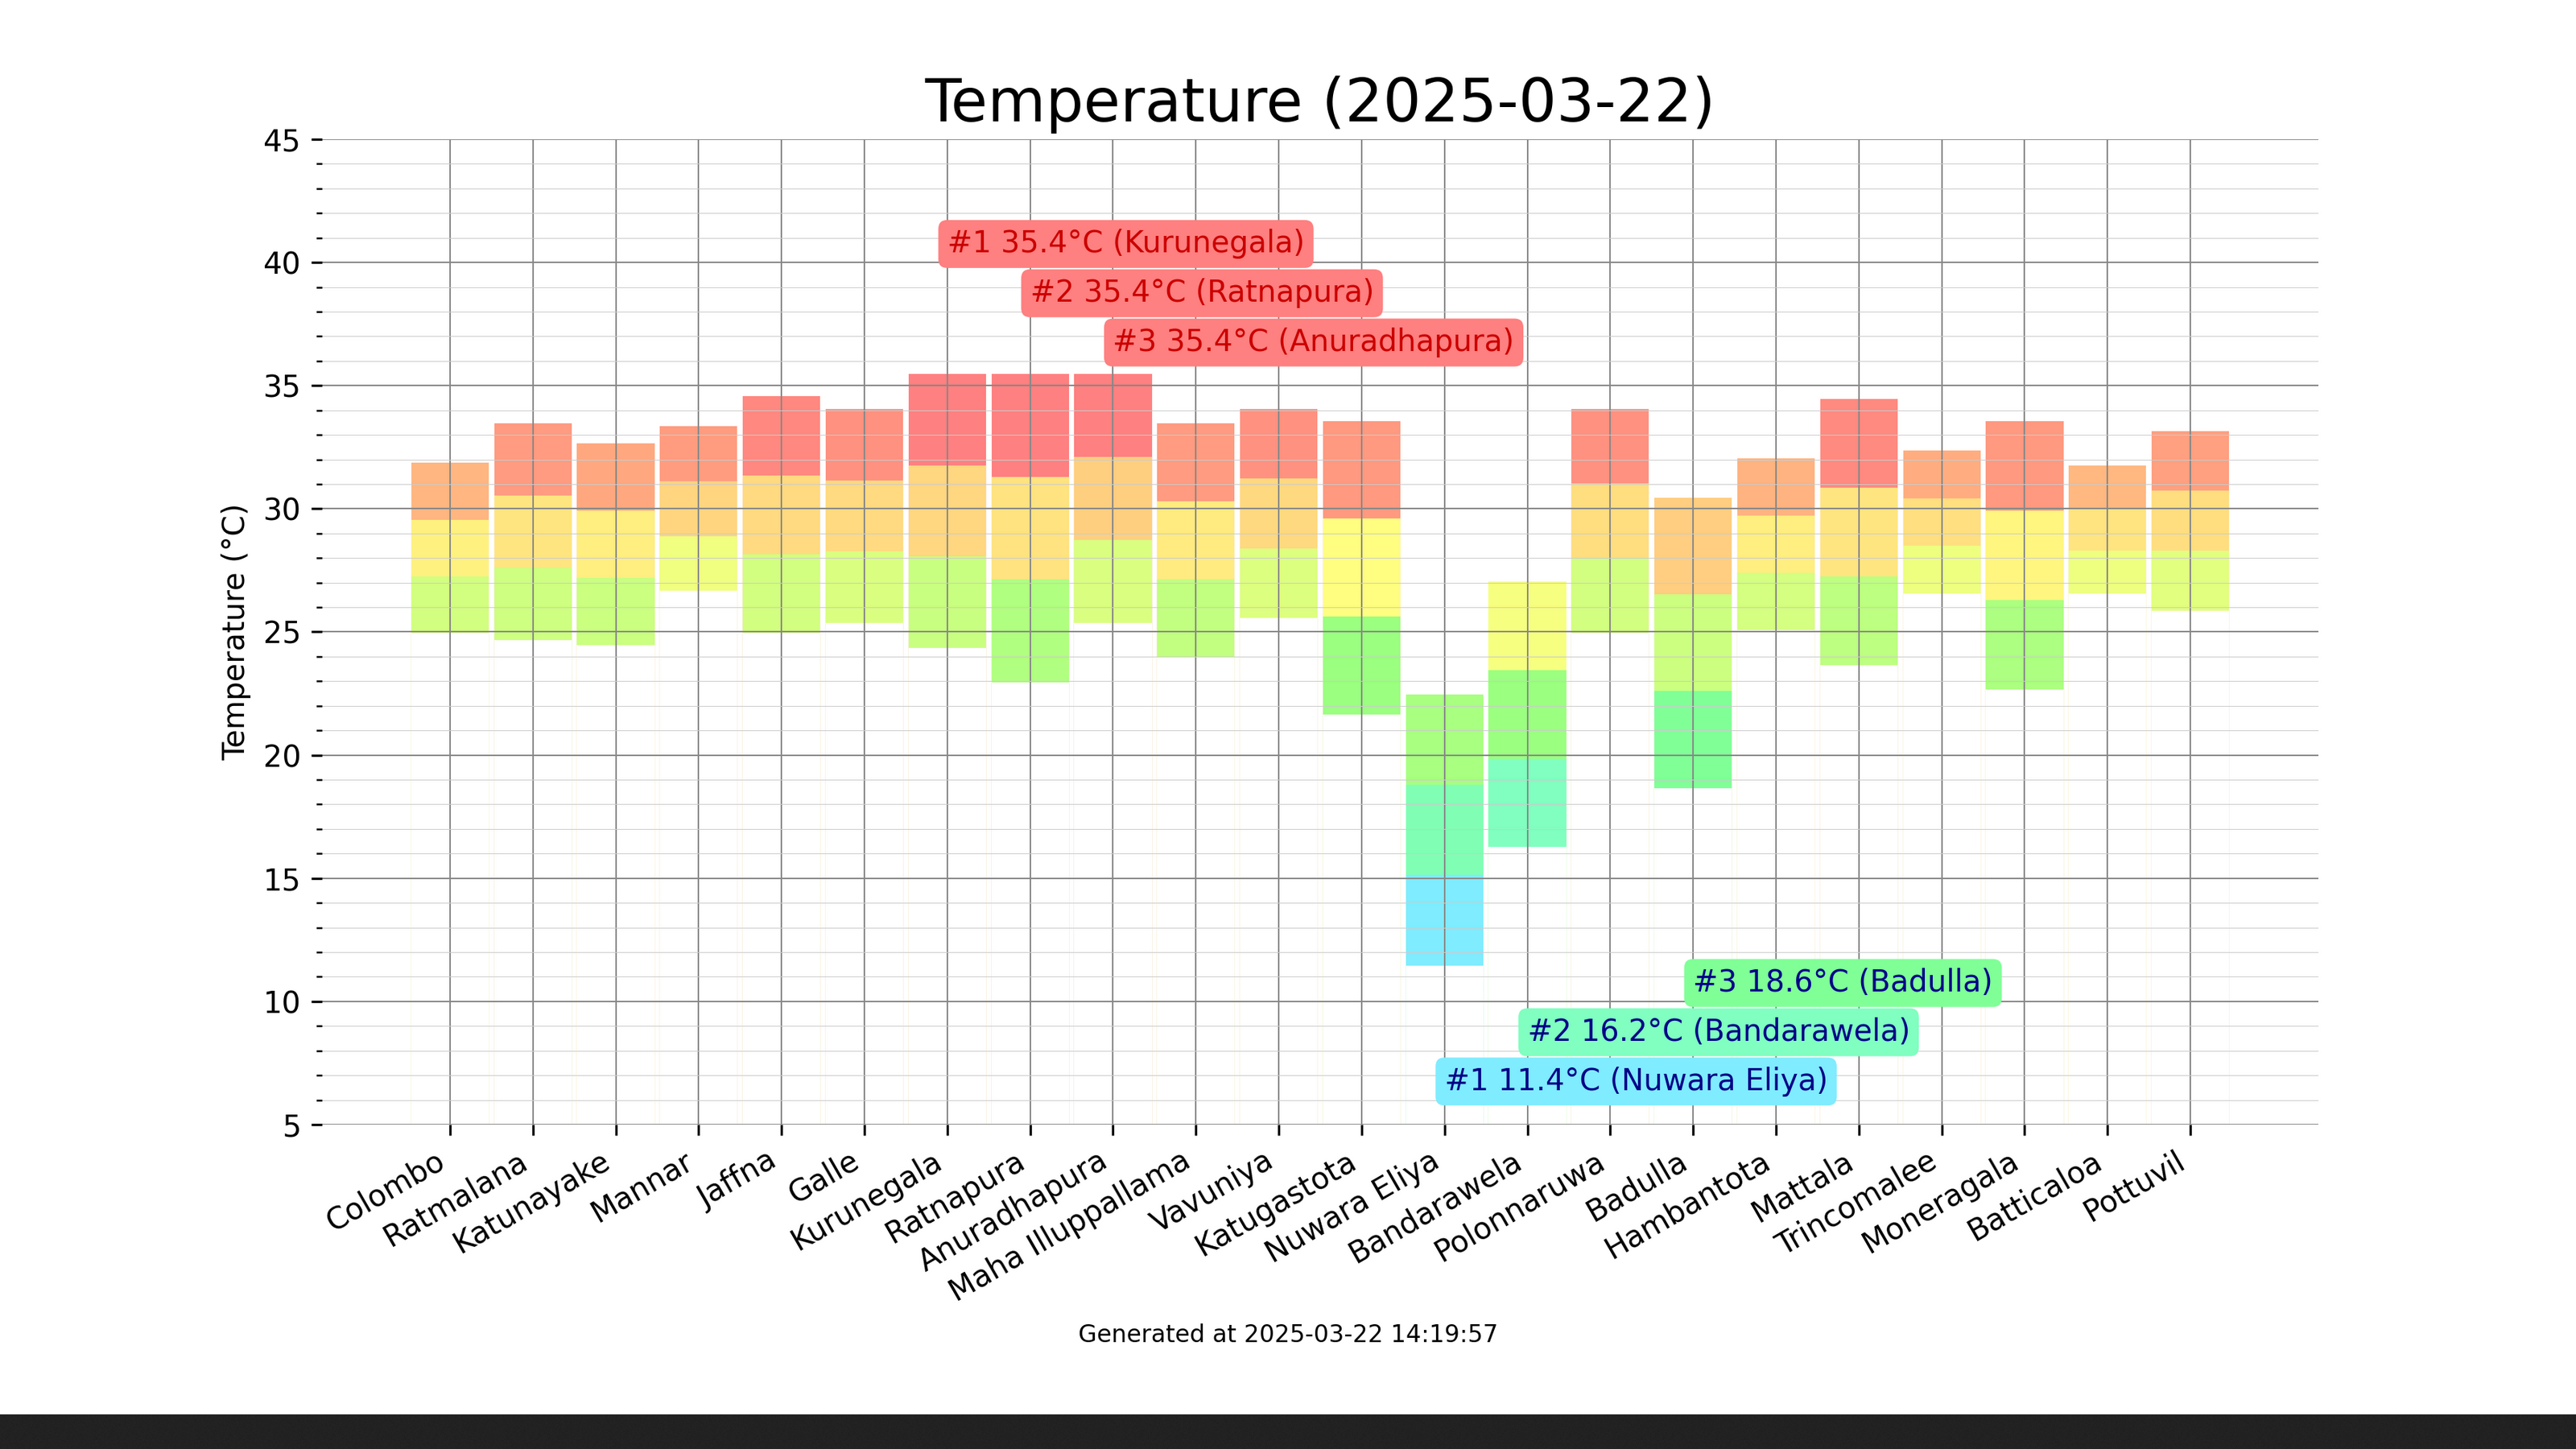 Temperature (2025-03-22)
45
40
35
30
25
20
15
10
5
Temperature (°C)
#1 35.4°C (Kurunegala)
#2 35.4°C (Ratnapura)
#3 35.4°C (Anuradhapura)
#3 18.6°C (Badulla)
#2 16.2°C (Bandarawela)
#1 11.4°C (Nuwara Eliya)
Colombo
Ratmalana
Katunayake
Mannar
Jaffna
Galle
Kurunegala
Ratnapura
Anuradhapura
Maha Illuppallama
Vavuniya
Katugastota
Nuwara Eliya
Bandarawela
Polonnaruwa
Badulla
Hambantota
Mattala
Trincomalee
Moneragala
Batticaloa
Pottuvil
Generated at 2025-03-22 14:19:57